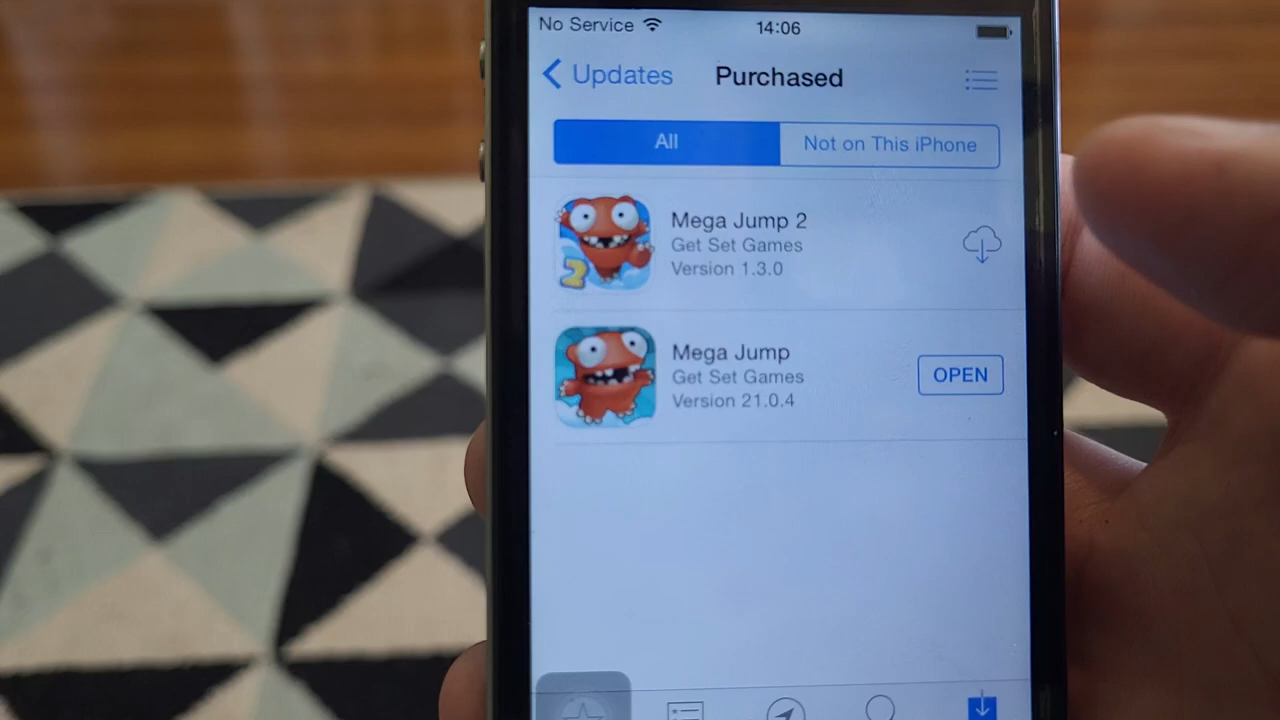 No Service 14:06
Updates Purchased
All Not on This iPhone
Mega Jump 2
Get Set Games
Version 1.3.0
2
Mega Jump
Get Set Games
Version 21.0.4
OPEN